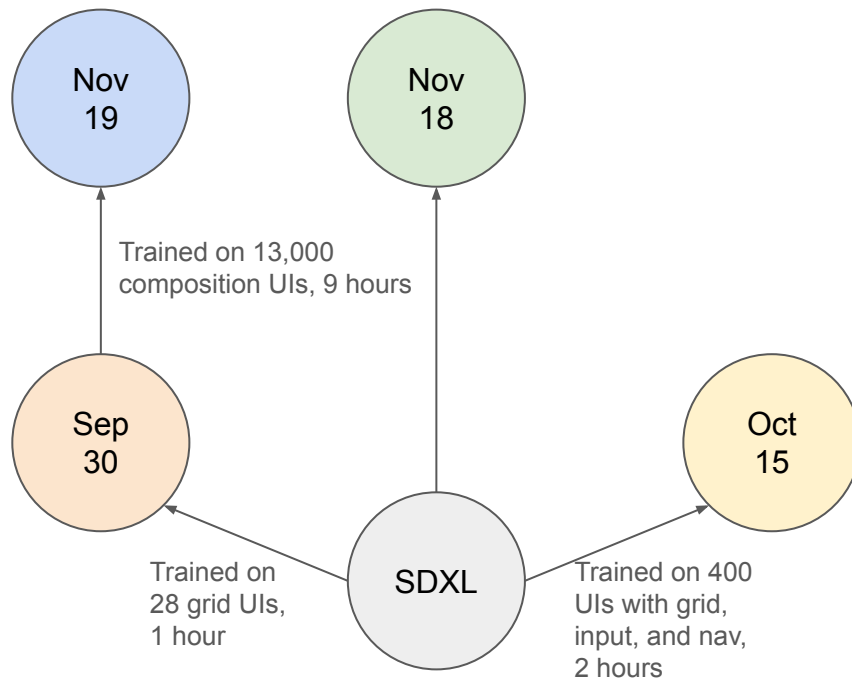 Nov
19
Nov
18
Trained on 13,000
composition UIs, 9 hours
Sep
30
Oct
15
SDXL
Trained on
28 grid UIs,
1 hour
Trained on 400
UIs with grid,
input, and nav,
2 hours